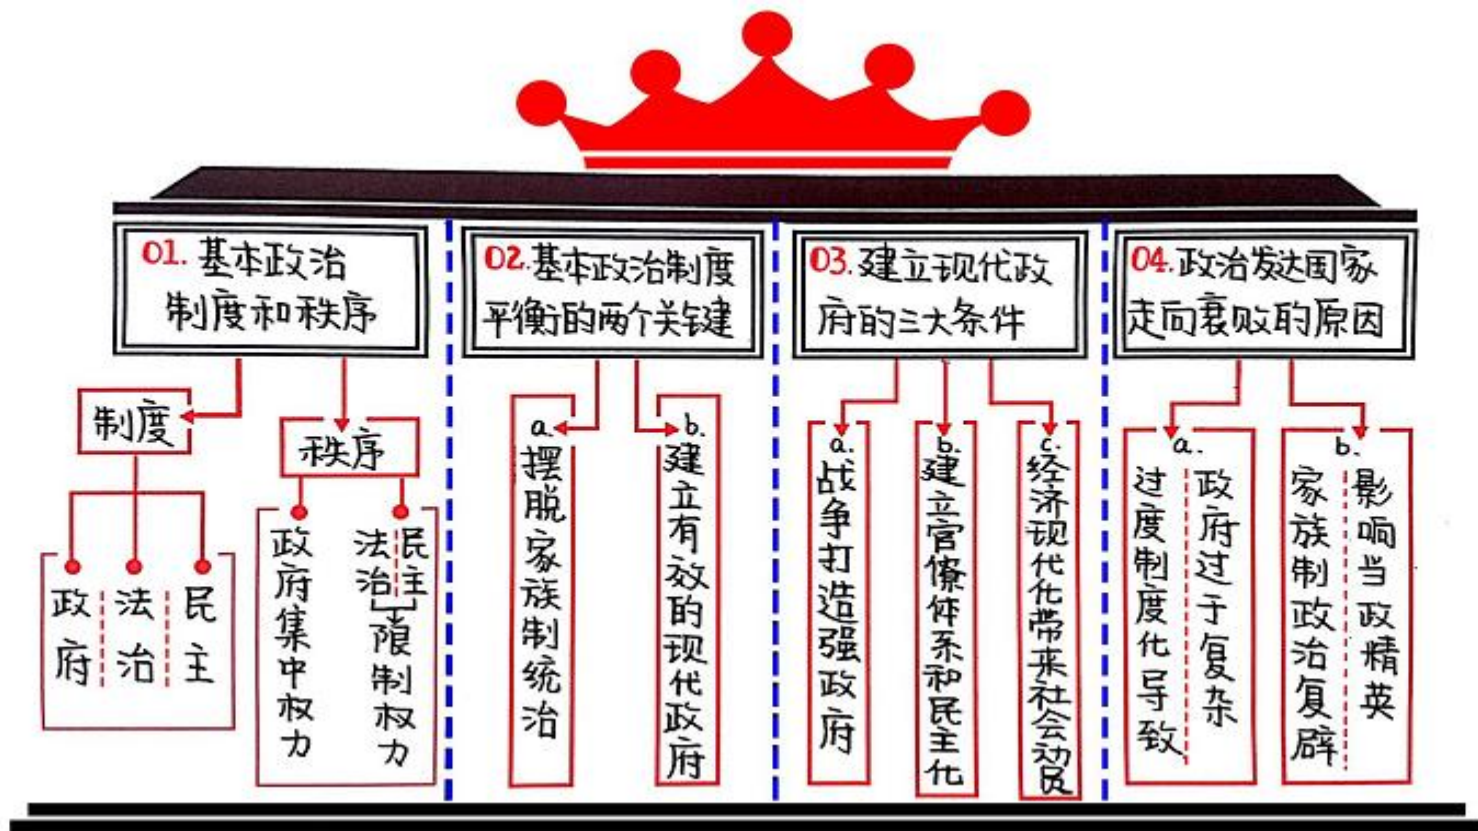 01. 基本政治
制度和秩序
制度
政府
法治
民主
秩序
政府集中权力
法治
民主
限制权力
02. 基本政治制度
平衡的两个关键
a.
摆脱家族制统治
b.
建立有效的现代政府
03. 建立现代政
府的三大条件
a.
战争打造强政府
b.
建立官僚体系和民主化
c.
经济现代化带来社会动员
04. 政治发达国家
走向衰败的原因
a.
过度制度化导致
政府过于复杂
b.
家族制政治复辟
影响当政精英